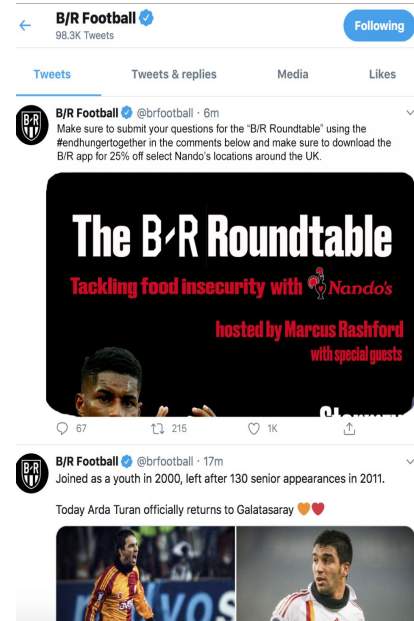 B/R Football
98.3K Tweets
Following
Tweets
Tweets & replies
Media
Likes
B/R Football @brfootball · 6m
Make sure to submit your questions for the “B/R Roundtable” using the
#endhungertogether in the comments below and make sure to download the
B/R app for 25% off select Nando’s locations around the UK.
B-R
The B-R Roundtable
Tackling food insecurity with Nando's
hosted by Marcus Rashford
with special guests
67
215
1K
B/R Football @brfootball · 17m
Joined as a youth in 2000, left after 130 senior appearances in 2011.
B-R
Today Arda Turan officially returns to Galatasaray 🧡❤️